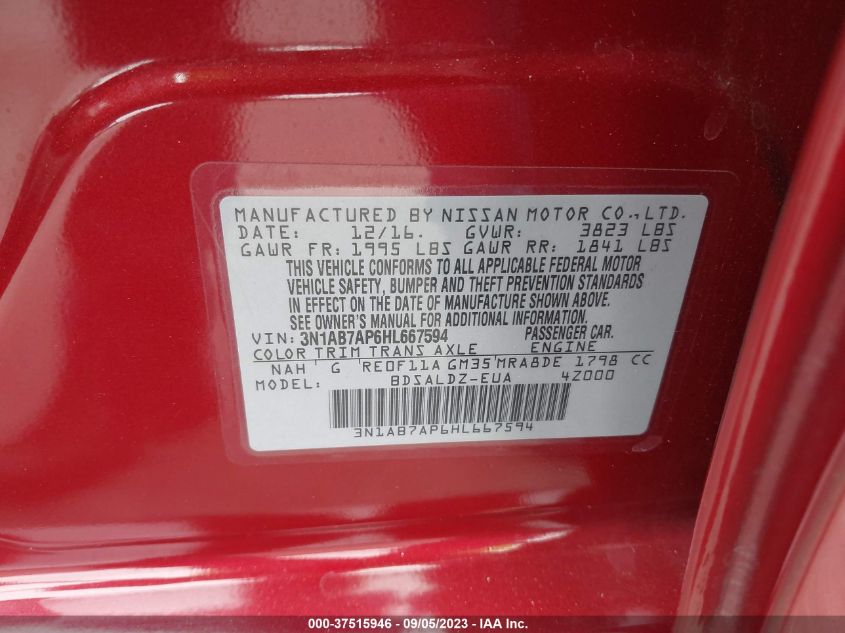 MANUFACTURED BY NISSAN MOTOR CO., LTD.
DATE: 12/16. GVWR: 3823 LBS
GAWR FR: 1995 LBS GAWR RR: 1841 LBS
THIS VEHICLE CONFORMS TO ALL APPLICABLE FEDERAL MOTOR
VEHICLE SAFETY, BUMPER AND THEFT PREVENTION STANDARDS
IN EFFECT ON THE DATE OF MANUFACTURE SHOWN ABOVE.
SEE OWNER'S MANUAL FOR ADDITIONAL INFORMATION.
VIN: 3N1AB7AP6HL667594 PASSENGER CAR.
COLOR TRIM TRANS AXLE ENGINE
NAH G RE0F11A GM35 MRA8DE 1798 CC
MODEL: BDSALDZ-EUA 4Z000
3N1AB7AP6HL667594
000-37515946 - 09/05/2023 - IAA Inc.